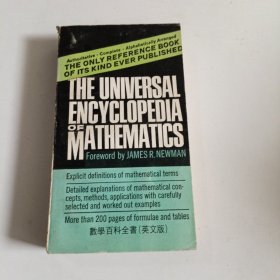 Authoritative - Complete - Alphabetically Arranged
THE ONLY REFERENCE BOOK
OF ITS KIND EVER PUBLISHED
THE UNIVERSAL
ENCYCLOPEDIA
OF MATHEMATICS
Foreword by JAMES R. NEWMAN
Explicit definitions of mathematical terms
Detailed explanations of mathematical con-
cepts, methods, applications with carefully
selected and worked out examples
More than 200 pages of formulae and tables
數學百科全書(英文版)